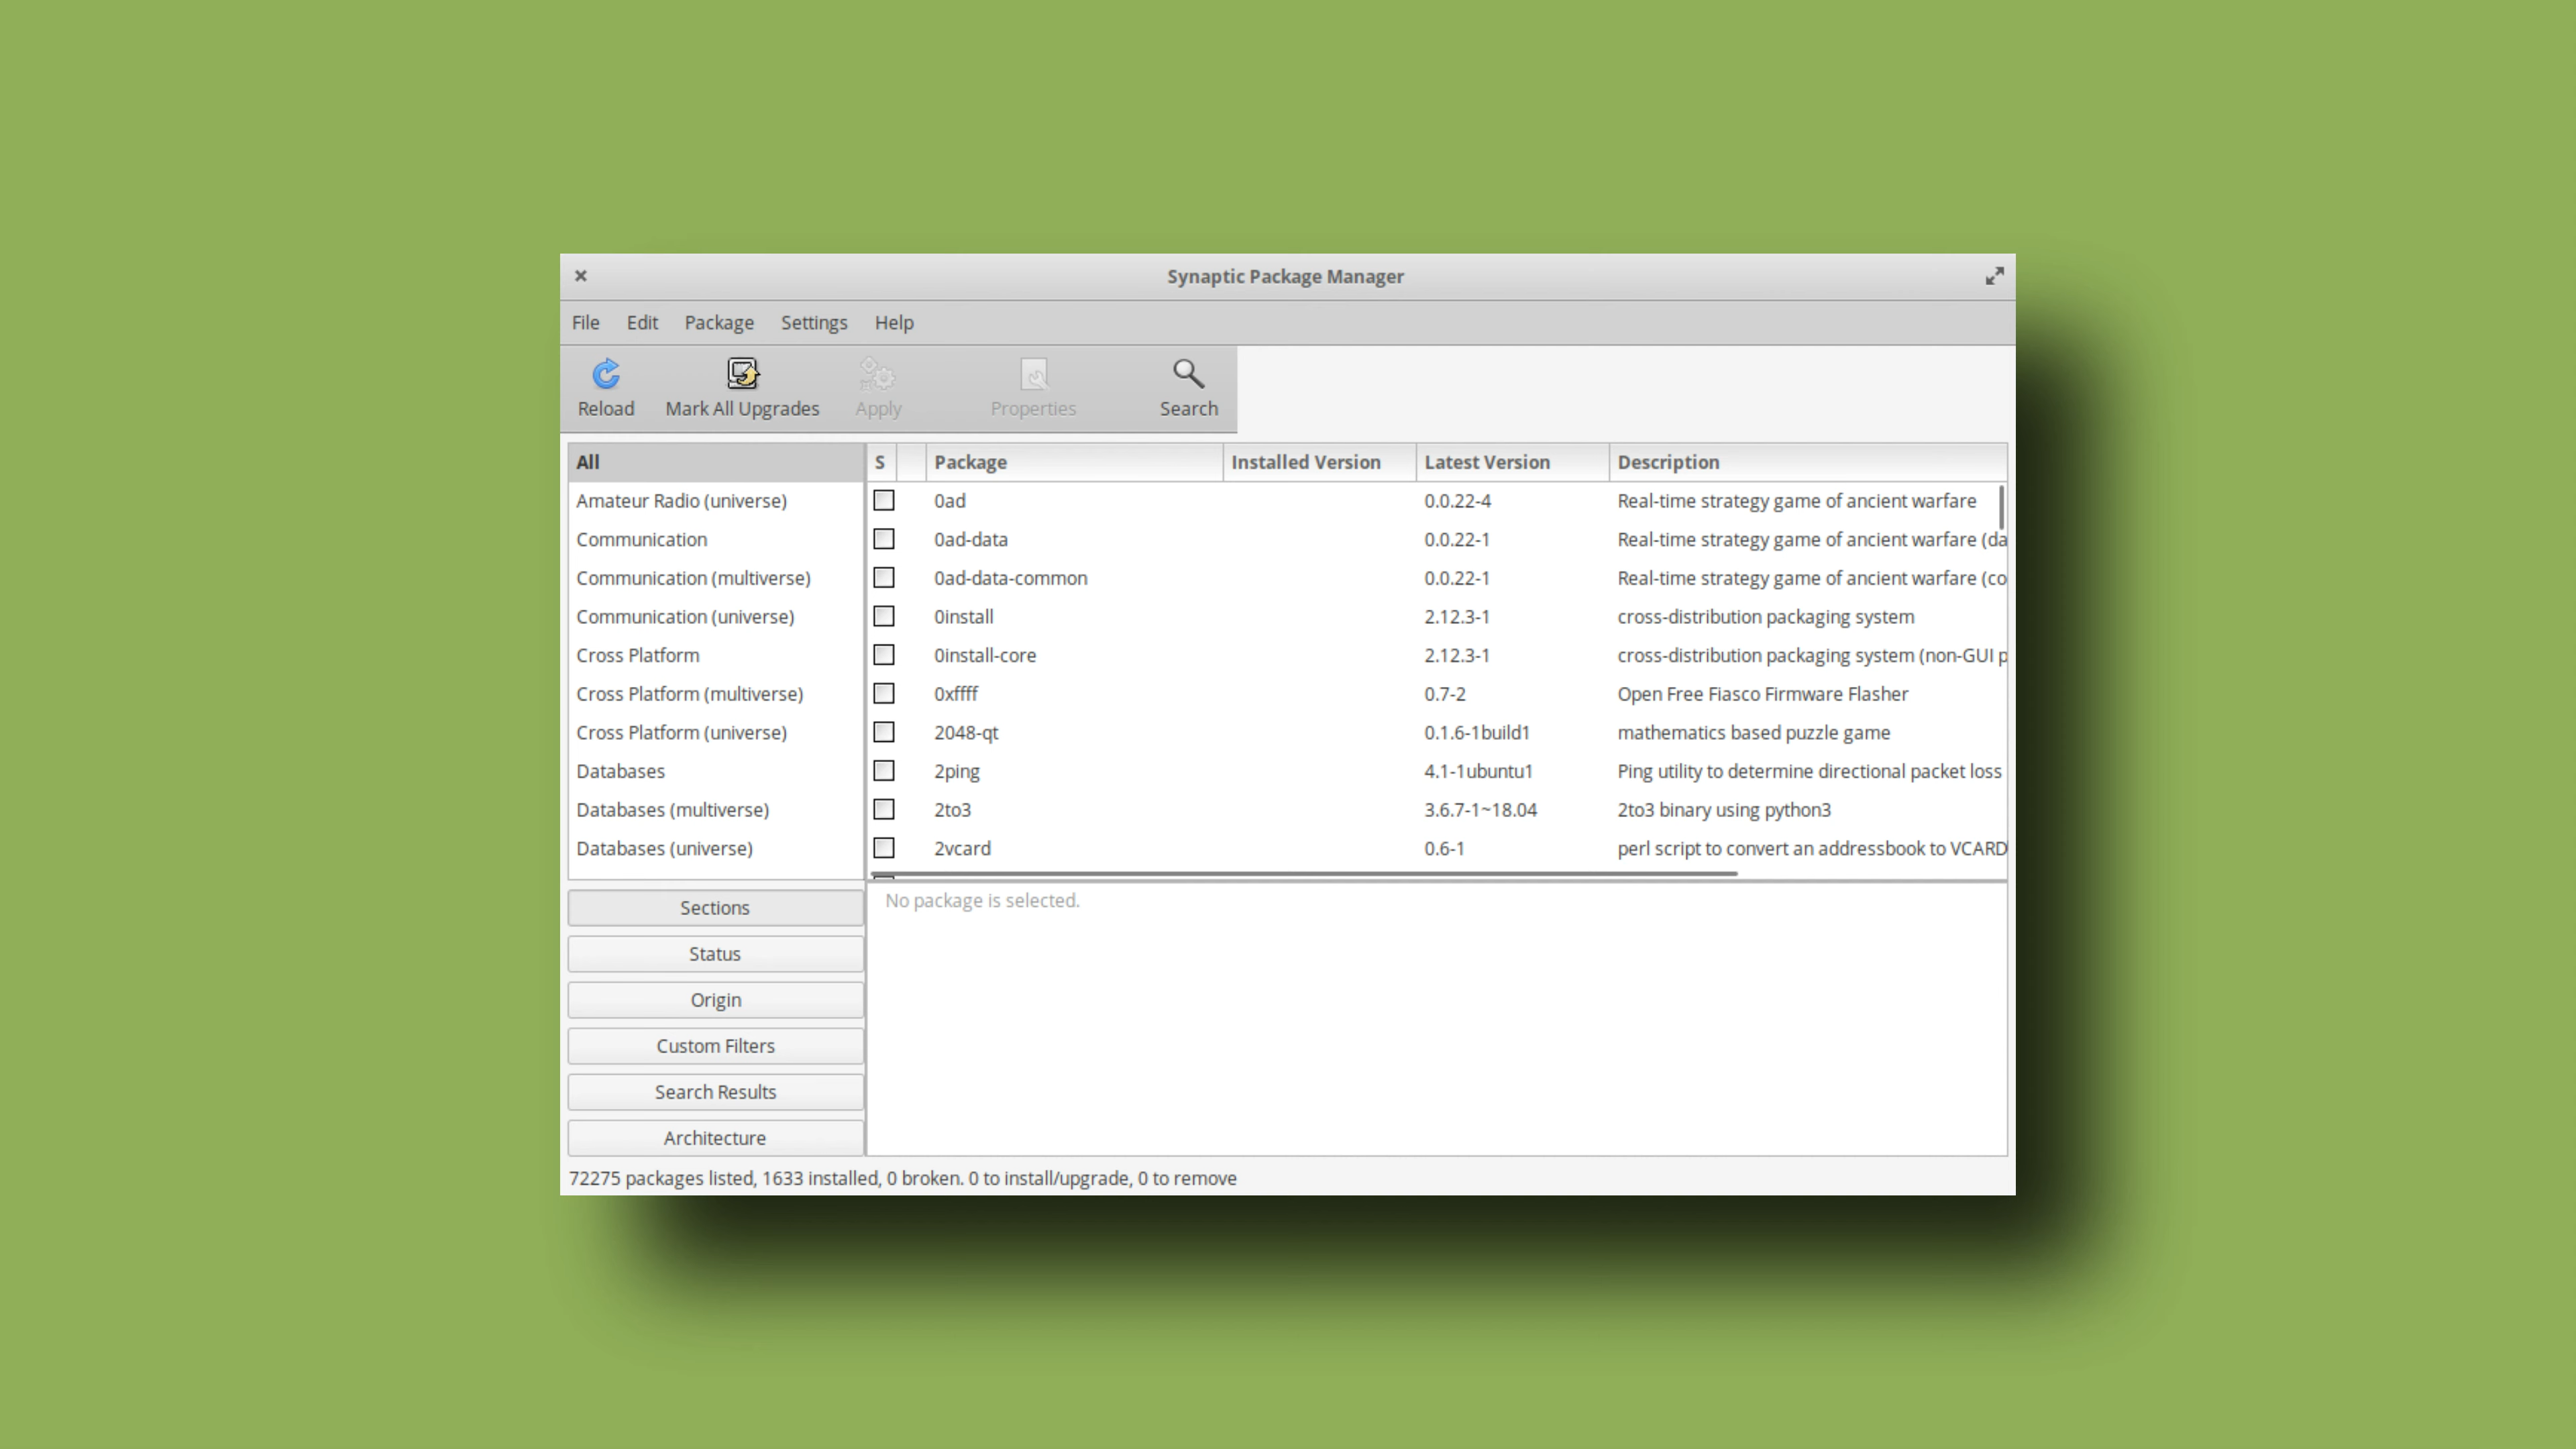 Synaptic Package Manager
File Edit Package Settings Help
Reload Mark All Upgrades Apply Properties Search
All S Package Installed Version Latest Version Description
Amateur Radio (universe) 0ad 0.0.22-4 Real-time strategy game of ancient warfare
Communication 0ad-data 0.0.22-1 Real-time strategy game of ancient warfare (da
Communication (multiverse) 0ad-data-common 0.0.22-1 Real-time strategy game of ancient warfare (co
Communication (universe) 0install 2.12.3-1 cross-distribution packaging system
Cross Platform 0install-core 2.12.3-1 cross-distribution packaging system (non-GUI p
Cross Platform (multiverse) 0xffff 0.7-2 Open Free Fiasco Firmware Flasher
Cross Platform (universe) 2048-qt 0.1.6-1build1 mathematics based puzzle game
Databases 2ping 4.1-1ubuntu1 Ping utility to determine directional packet loss
Databases (multiverse) 2to3 3.6.7-1~18.04 2to3 binary using python3
Databases (universe) 2vcard 0.6-1 perl script to convert an addressbook to VCARD
No package is selected.
Sections
Status
Origin
Custom Filters
Search Results
Architecture
72275 packages listed, 1633 installed, 0 broken. 0 to install/upgrade, 0 to remove